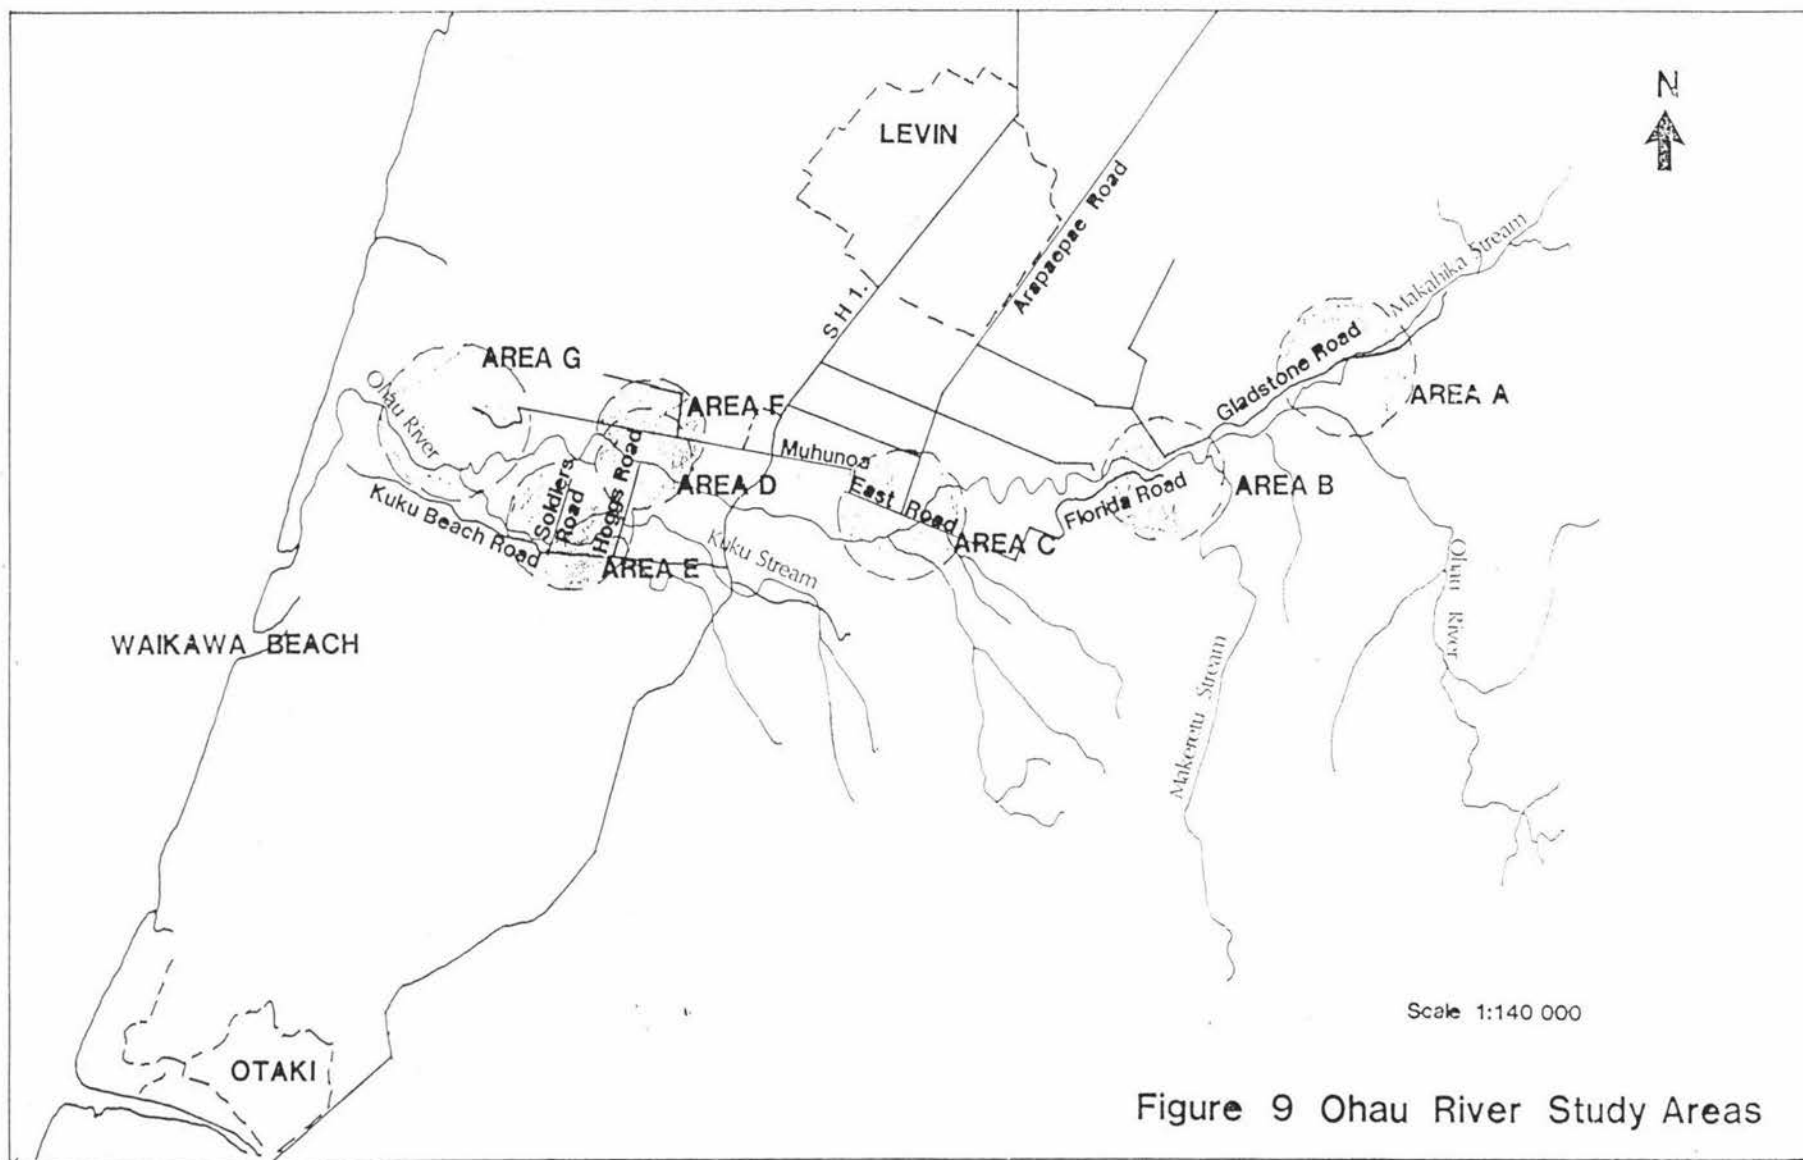 N
LEVIN
Arapaepae Road
S H 1.
Makahika Stream
Gladstone Road
AREA A
AREA G
AREA F
Ohau River
Muhunoa
East Road
AREA D
Soldiers
Road
Hoggs Road
Kuku Beach Road
AREA E
Kuku Stream
AREA C
Florida Road
AREA B
Ohau River
Makeretu Stream
WAIKAWA BEACH
OTAKI
Scale 1:140 000
Figure 9 Ohau River Study Areas